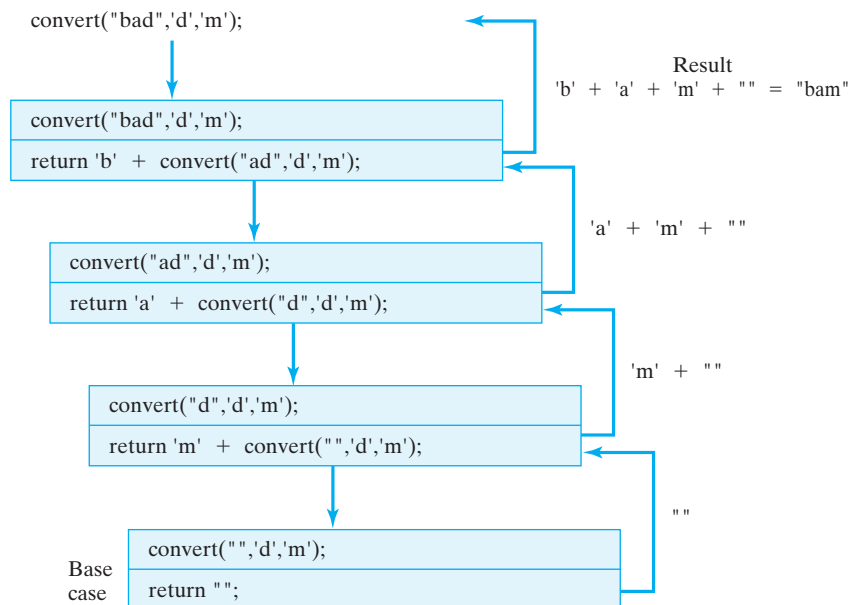 convert("bad",'d','m');
Result
'b' + 'a' + 'm' + "" = "bam"
convert("bad",'d','m');
return 'b' + convert("ad",'d','m');
'a' + 'm' + ""
convert("ad",'d','m');
return 'a' + convert("d",'d','m');
'm' + ""
convert("d",'d','m');
return 'm' + convert("",'d','m');
""
convert("",'d','m');
Base
case
return "";